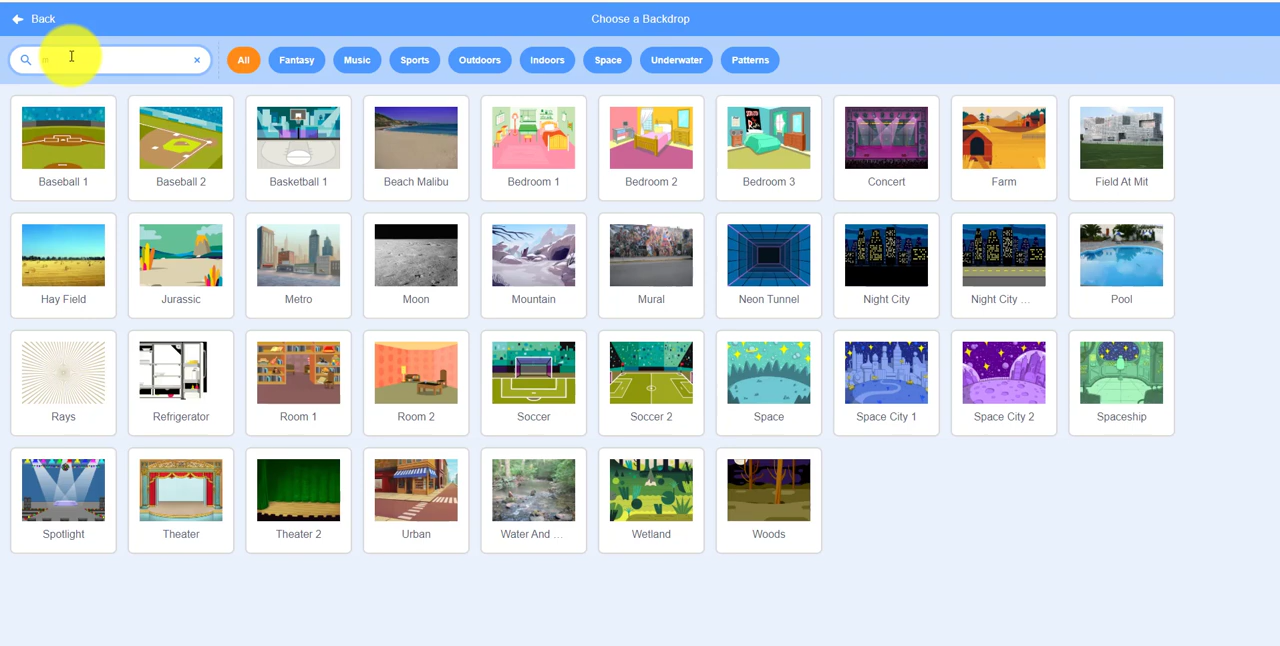 Back
Choose a Backdrop
m
All
Fantasy
Music
Sports
Outdoors
Indoors
Space
Underwater
Patterns
Baseball 1
Baseball 2
Basketball 1
Beach Malibu
Bedroom 1
Bedroom 2
Bedroom 3
Concert
Farm
Field At Mit
Hay Field
Jurassic
Metro
Moon
Mountain
Mural
Neon Tunnel
Night City
Night City ...
Pool
Rays
Refrigerator
Room 1
Room 2
Soccer
Soccer 2
Space
Space City 1
Space City 2
Spaceship
Spotlight
Theater
Theater 2
Urban
Water And ...
Wetland
Woods